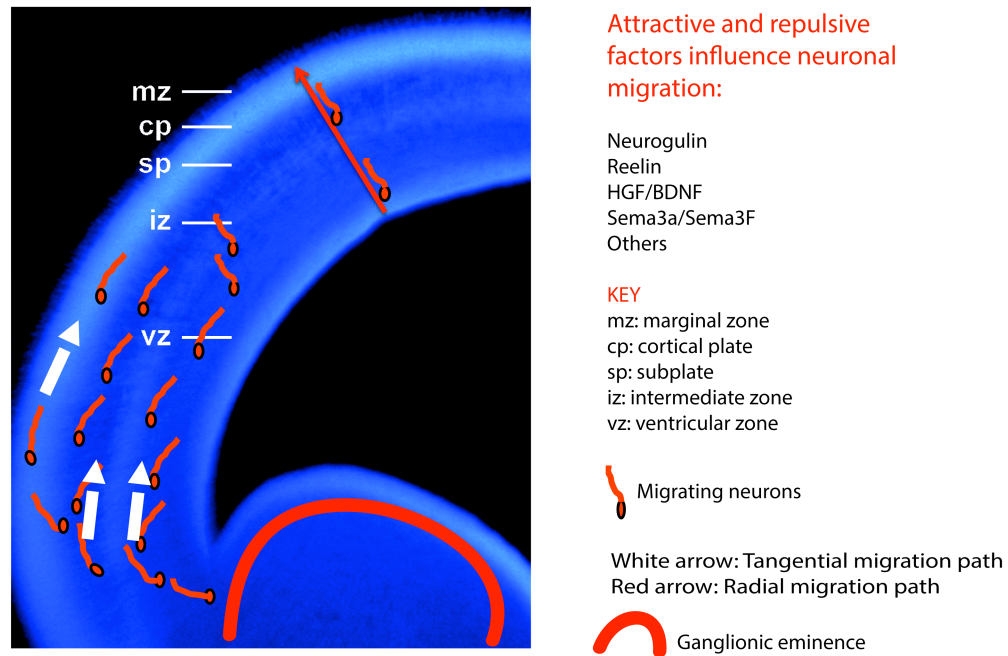 mz
cp
sp
iz
vz
Attractive and repulsive
factors influence neuronal
migration:
Neurogulin
Reelin
HGF/BDNF
Sema3a/Sema3F
Others
KEY
mz: marginal zone
cp: cortical plate
sp: subplate
iz: intermediate zone
vz: ventricular zone
Migrating neurons
White arrow: Tangential migration path
Red arrow: Radial migration path
Ganglionic eminence